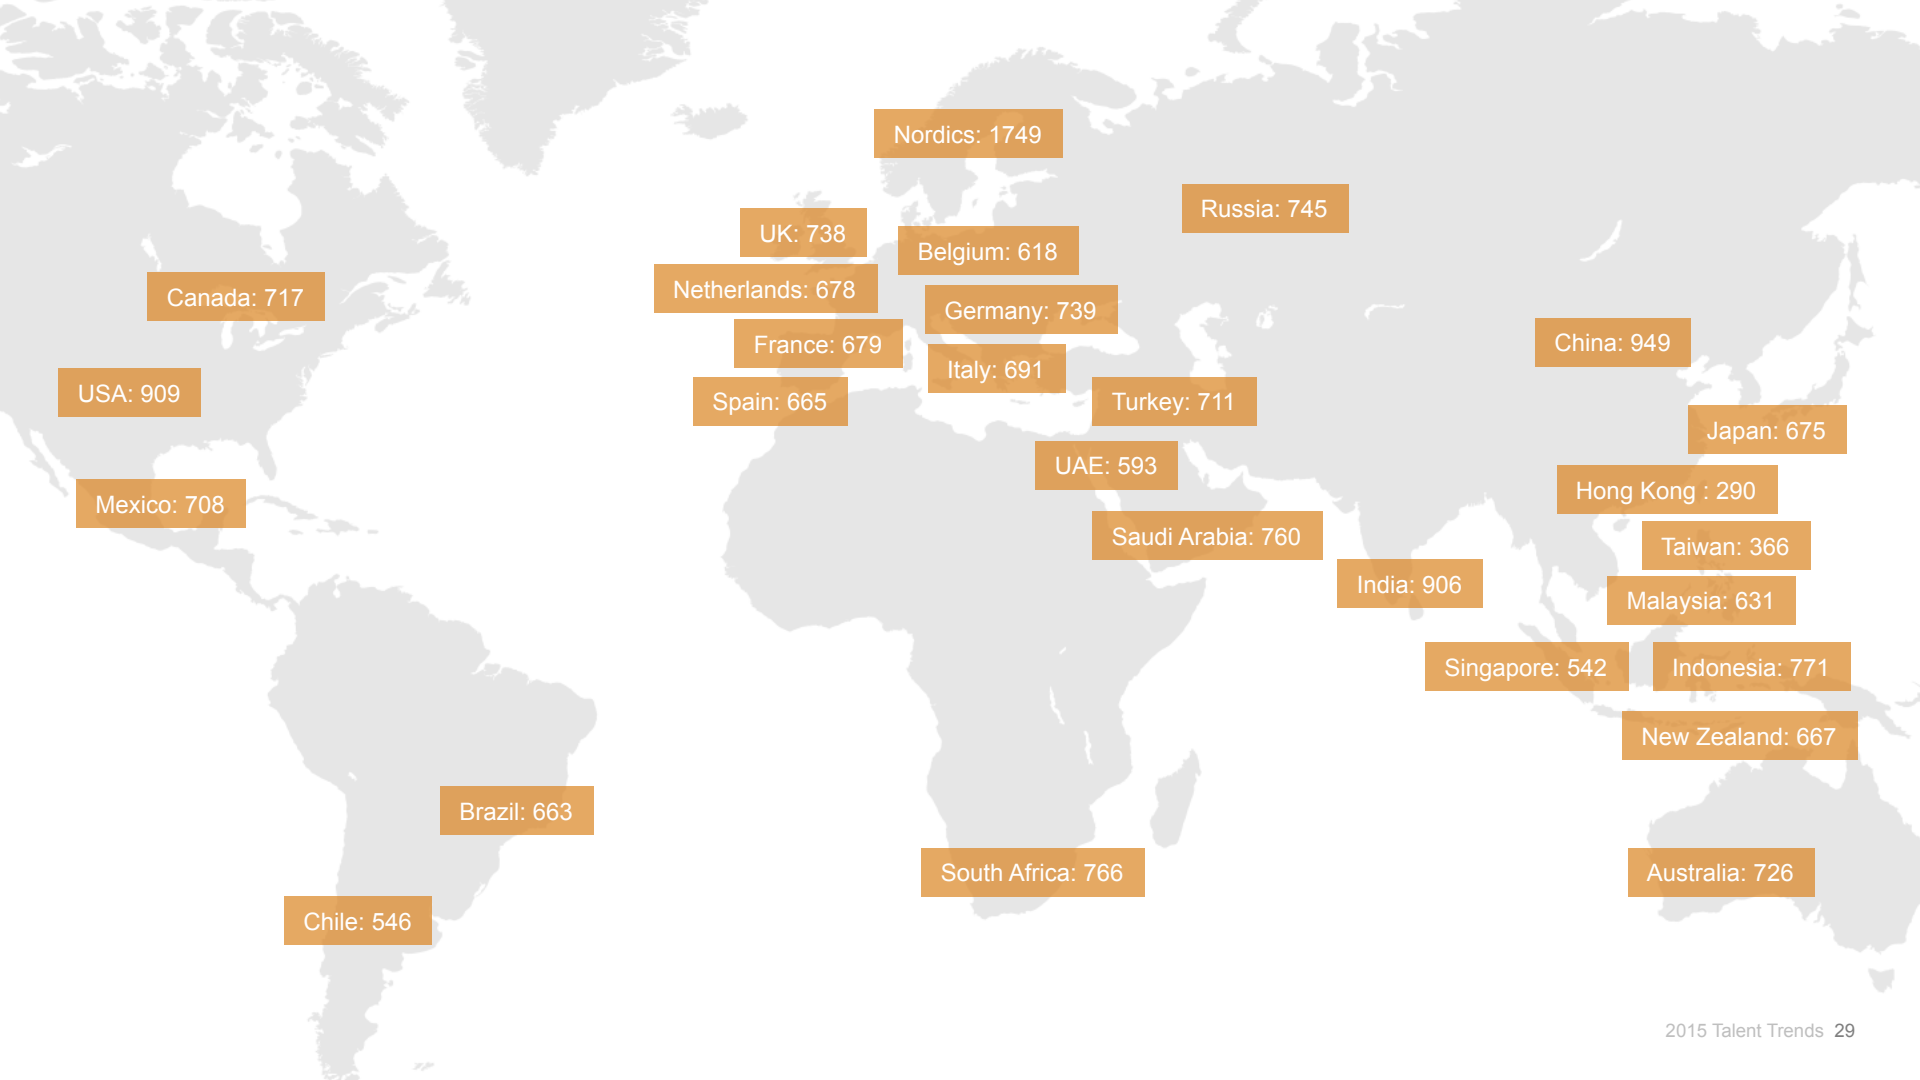 Nordics: 1749
Russia: 745
UK: 738
Belgium: 618
Netherlands: 678
Canada: 717
Germany: 739
France: 679
China: 949
Italy: 691
USA: 909
Spain: 665
Turkey: 711
Japan: 675
UAE: 593
Hong Kong : 290
Mexico: 708
Saudi Arabia: 760
Taiwan: 366
India: 906
Malaysia: 631
Singapore: 542
Indonesia: 771
New Zealand: 667
Brazil: 663
South Africa: 766
Australia: 726
Chile: 546
2015 Talent Trends 29